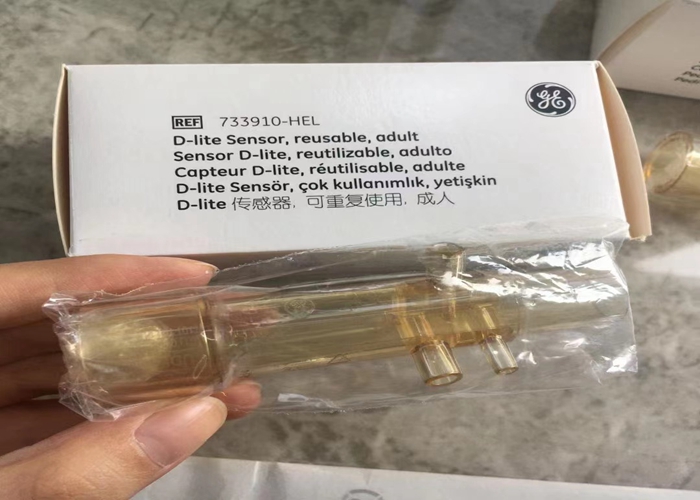 GE
REF 733910-HEL
D-lite Sensor, reusable, adult
Sensor D-lite, reutilizable, adulto
Capteur D-lite, réutilisable, adulte
D-lite Sensör, çok kullanımlık, yetişkin
D-lite 传感器, 可重复使用, 成人